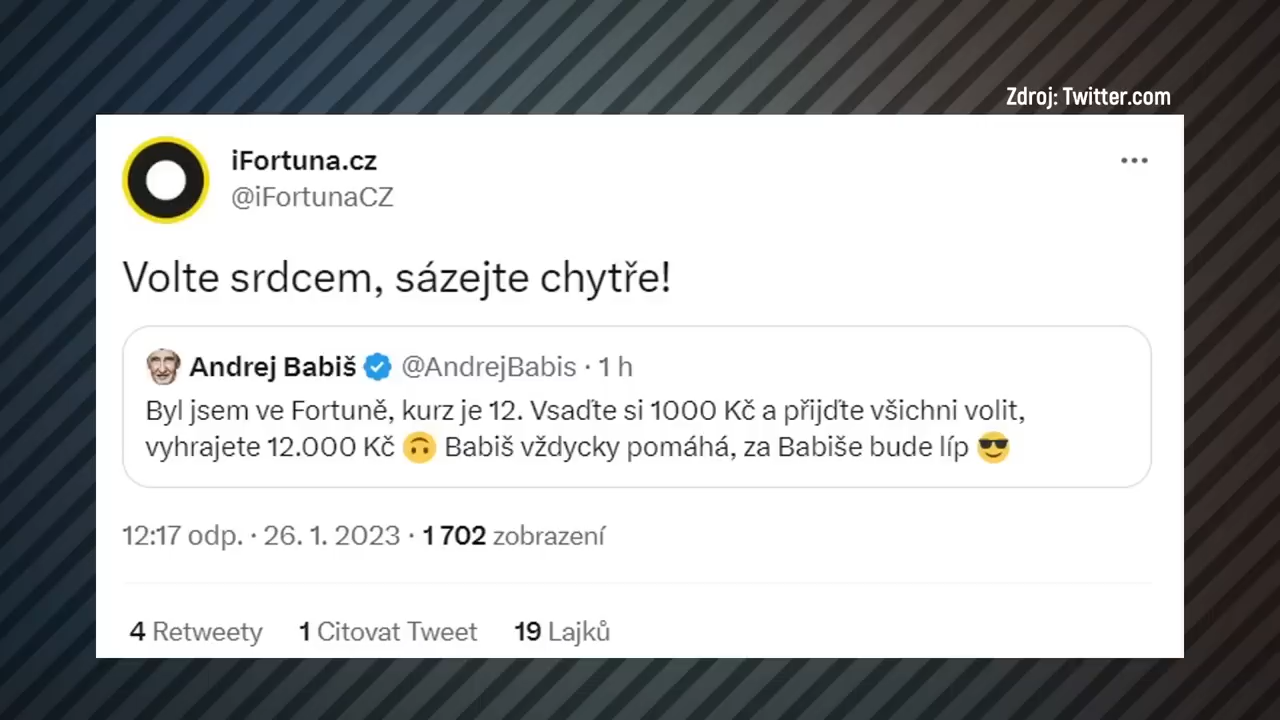 Zdroj: Twitter.com
iFortuna.cz
@iFortunaCZ
Volte srdcem, sázejte chytře!
Andrej Babiš @AndrejBabis · 1 h
Byl jsem ve Fortuně, kurz je 12. Vsaďte si 1000 Kč a přijďte všichni volit,
vyhrajete 12.000 Kč 🙃 Babiš vždycky pomáhá, za Babiše bude líp 😎
12:17 odp. · 26. 1. 2023 · 1 702 zobrazení
4 Retweety 1 Citovat Tweet 19 Lajků